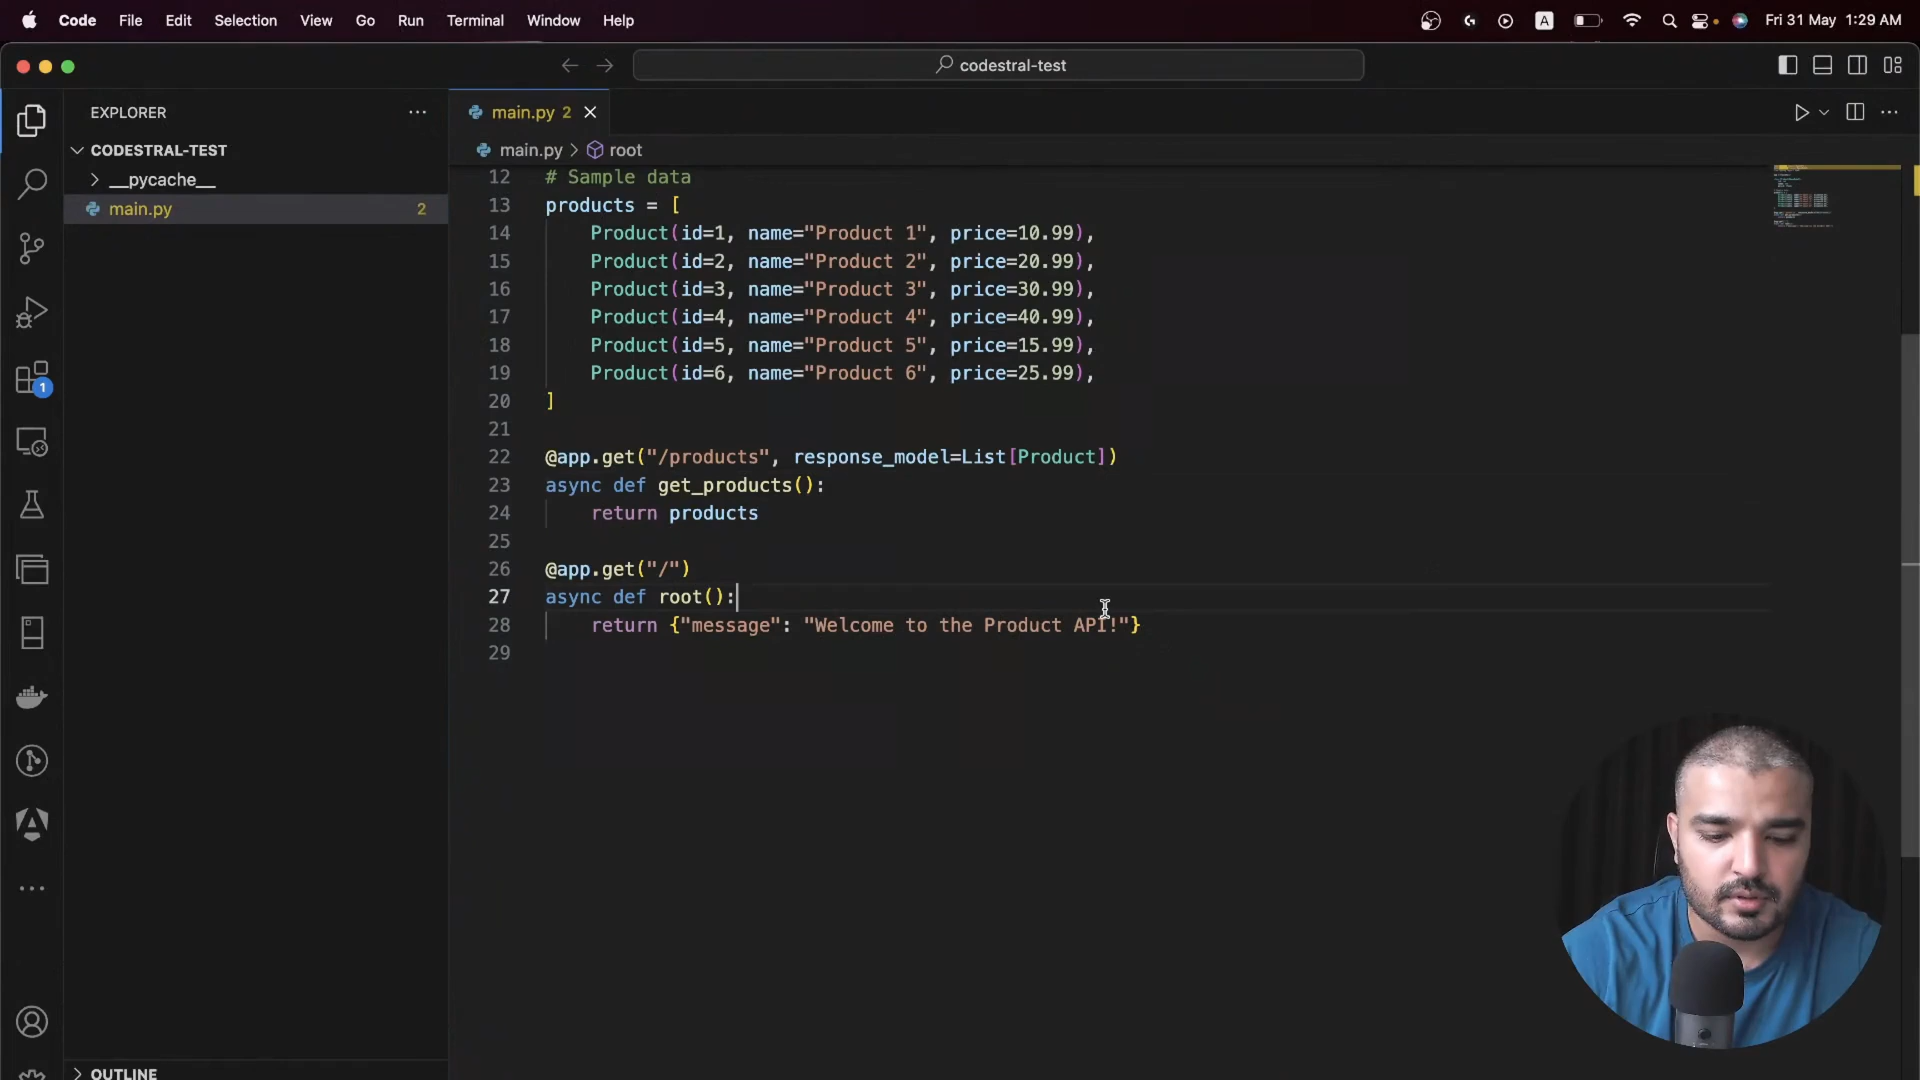 Code File Edit Selection View Go Run Terminal Window Help A Fri 31 May 1:29 AM
codestral-test
EXPLORER
CODESTRAL-TEST
__pycache__
main.py 2
1
OUTLINE
main.py 2
main.py > root
12 # Sample data
13 products = [
14 Product(id=1, name="Product 1", price=10.99),
15 Product(id=2, name="Product 2", price=20.99),
16 Product(id=3, name="Product 3", price=30.99),
17 Product(id=4, name="Product 4", price=40.99),
18 Product(id=5, name="Product 5", price=15.99),
19 Product(id=6, name="Product 6", price=25.99),
20 ]
21
22 @app.get("/products", response_model=List[Product])
23 async def get_products():
24 return products
25
26 @app.get("/")
27 async def root():
28 return {"message": "Welcome to the Product API!"}
29